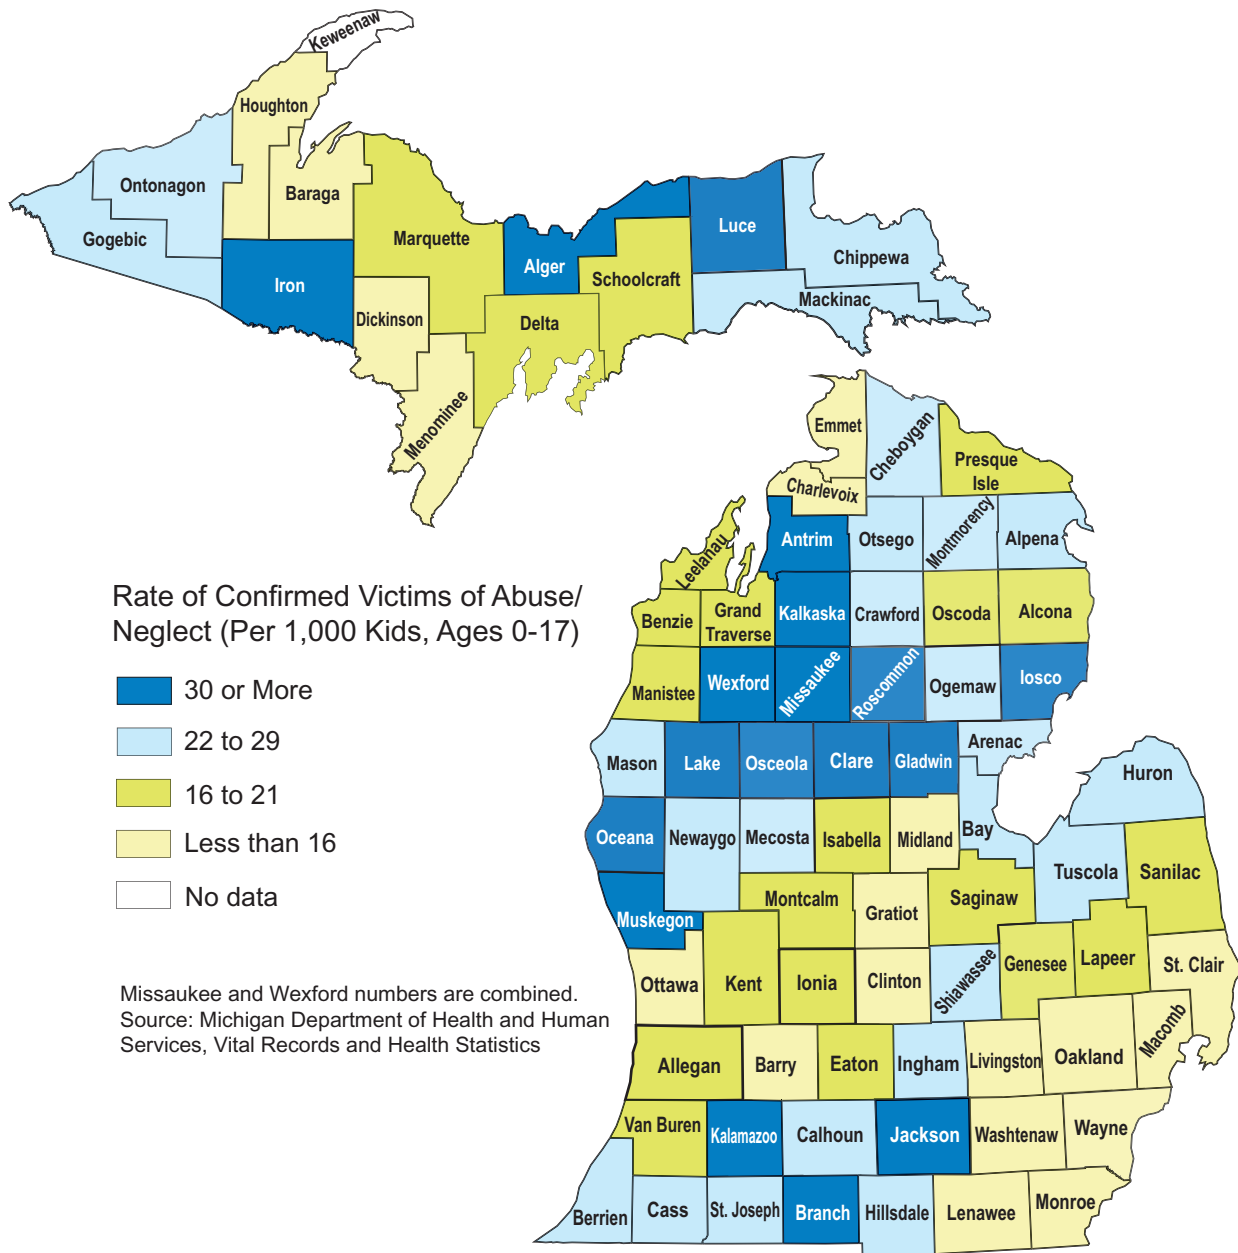 Keweenaw
Houghton
Ontonagon
Baraga
Gogebic
Marquette
Iron
Alger
Luce
Schoolcraft
Chippewa
Mackinac
Dickinson
Delta
Menominee
Emmet
Cheboygan
Presque
Isle
Charlevoix
Antrim
Otsego
Montmorency
Alpena
Leelanau
Rate of Confirmed Victims of Abuse/
Neglect (Per 1,000 Kids, Ages 0-17)
30 or More
22 to 29
16 to 21
Less than 16
No data
Benzie
Grand
Traverse
Kalkaska
Crawford
Oscoda
Alcona
Manistee
Wexford
Missaukee
Roscommon
Ogemaw
Iosco
Mason
Lake
Osceola
Clare
Gladwin
Arenac
Huron
Oceana
Newaygo
Mecosta
Isabella
Midland
Bay
Tuscola
Sanilac
Muskegon
Montcalm
Gratiot
Saginaw
Missaukee and Wexford numbers are combined.
Source: Michigan Department of Health and Human
Services, Vital Records and Health Statistics
Ottawa
Kent
Ionia
Clinton
Shiawassee
Genesee
Lapeer
St. Clair
Allegan
Barry
Eaton
Ingham
Livingston
Oakland
Macomb
Van Buren
Kalamazoo
Calhoun
Jackson
Washtenaw
Wayne
Berrien
Cass
St. Joseph
Branch
Hillsdale
Lenawee
Monroe